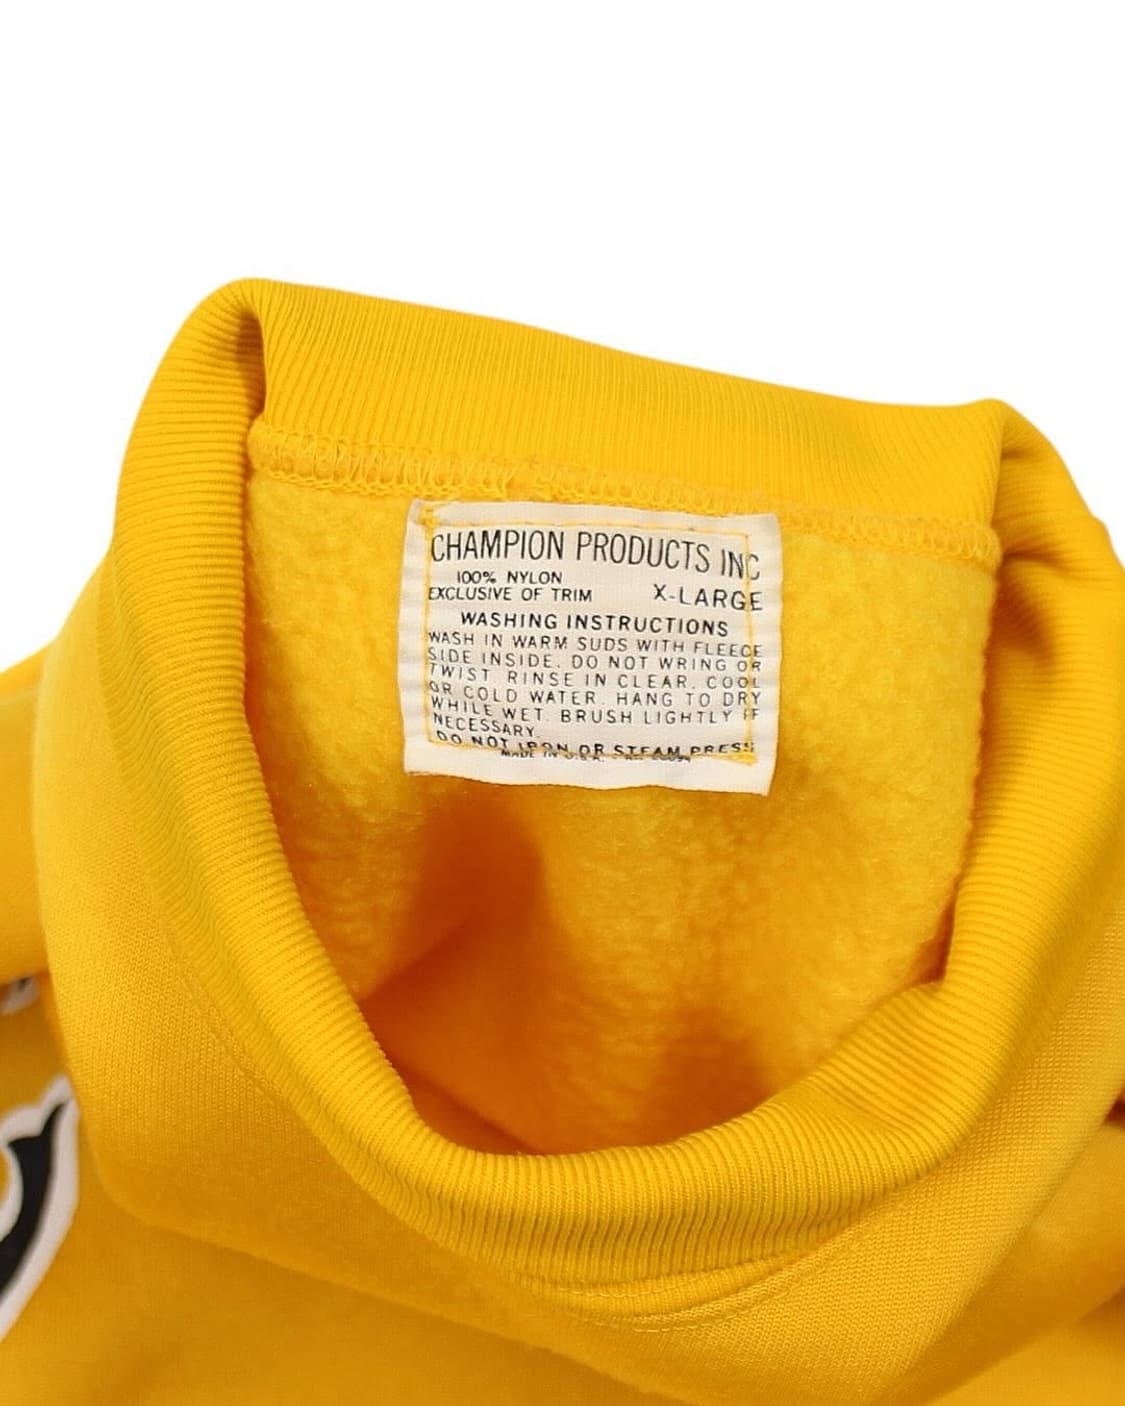 CHAMPION PRODUCTS INC
100% NYLON
EXCLUSIVE OF TRIM X-LARGE
WASHING INSTRUCTIONS
WASH IN WARM SUDS WITH FLEECE
SIDE INSIDE. DO NOT WRING OR
TWIST. RINSE IN CLEAR, COOL
OR COLD WATER. HANG TO DRY
WHILE WET. BRUSH LIGHTLY IF
NECESSARY.
DO NOT IRON OR STEAM PRESS
MADE IN U.S.A.